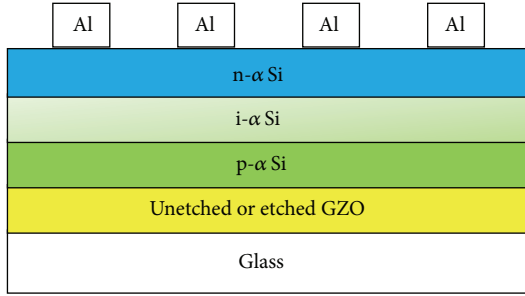 Al Al Al Al
n-α Si
i-α Si
p-α Si
Unetched or etched GZO
Glass